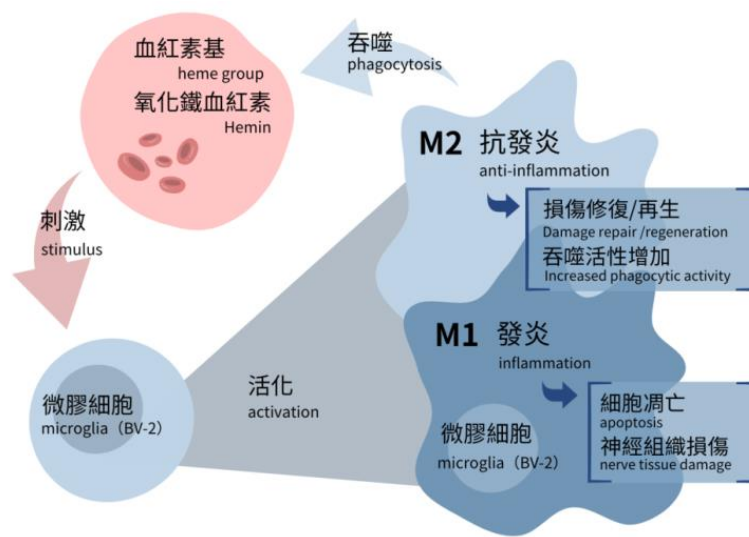 血紅素基
heme group
氧化鐵血紅素
Hemin
吞噬
phagocytosis
M2 抗發炎
anti-inflammation
損傷修復/再生
Damage repair /regeneration
吞噬活性增加
Increased phagocytic activity
刺激
stimulus
M1 發炎
inflammation
細胞凋亡
apoptosis
神經組織損傷
nerve tissue damage
活化
activation
微膠細胞
microglia（BV-2）
微膠細胞
microglia（BV-2）